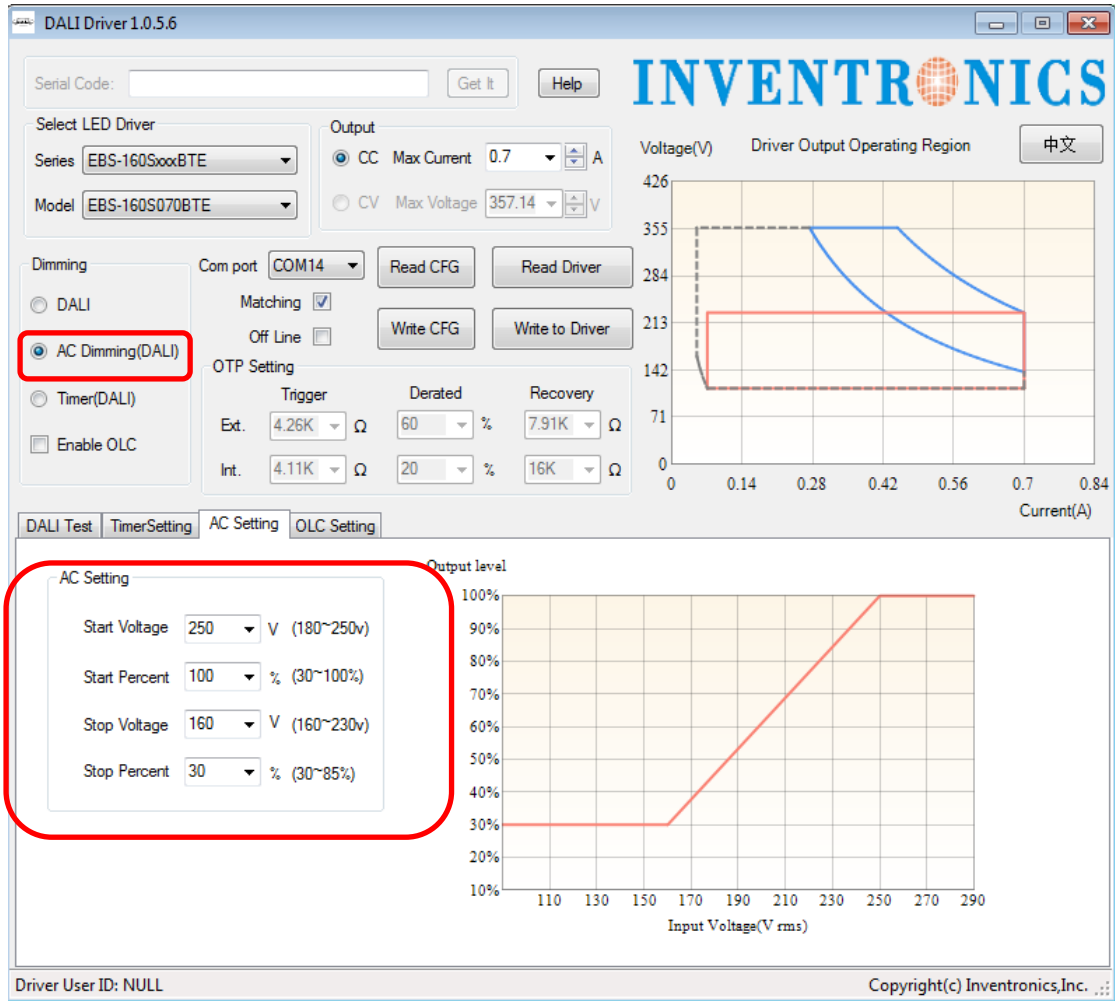 DALI Driver 1.0.5.6
Serial Code:
Get It
Help
INVENTRONICS
Select LED Driver
Series EBS-160SxxxBTE
Model EBS-160S070BTE
Output
CC Max Current 0.7 A
CV Max Voltage 357.14 V
Voltage(V) Driver Output Operating Region
中文
426
355
284
213
142
71
0
0 0.14 0.28 0.42 0.56 0.7 0.84
Current(A)
Dimming
DALI
AC Dimming(DALI)
Timer(DALI)
Enable OLC
Com port COM14
Read CFG
Read Driver
Matching
Off Line
Write CFG
Write to Driver
OTP Setting
Trigger Derated Recovery
Ext. 4.26K Ω 60 % 7.91K Ω
Int. 4.11K Ω 20 % 16K Ω
DALI Test TimerSetting AC Setting OLC Setting
AC Setting
Start Voltage 250 V (180~250v)
Start Percent 100 % (30~100%)
Stop Voltage 160 V (160~230v)
Stop Percent 30 % (30~85%)
Output level
100%
90%
80%
70%
60%
50%
40%
30%
20%
10%
110 130 150 170 190 210 230 250 270 290
Input Voltage(V rms)
Driver User ID: NULL
Copyright(c) Inventronics,Inc.